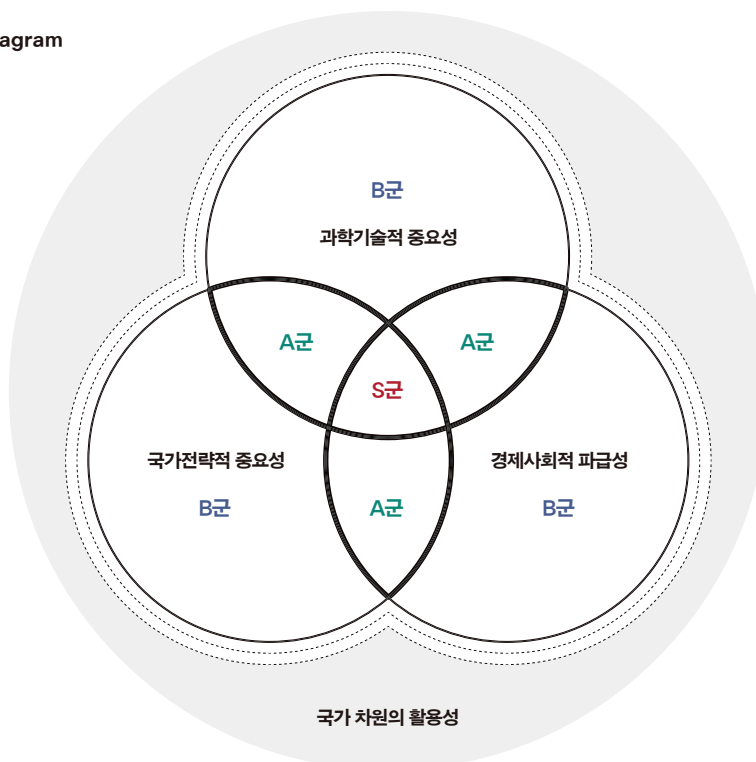 agram
B군
과학기술적 중요성
A군
A군
S군
국가전략적 중요성
경제사회적 파급성
B군
A군
B군
국가 차원의 활용성